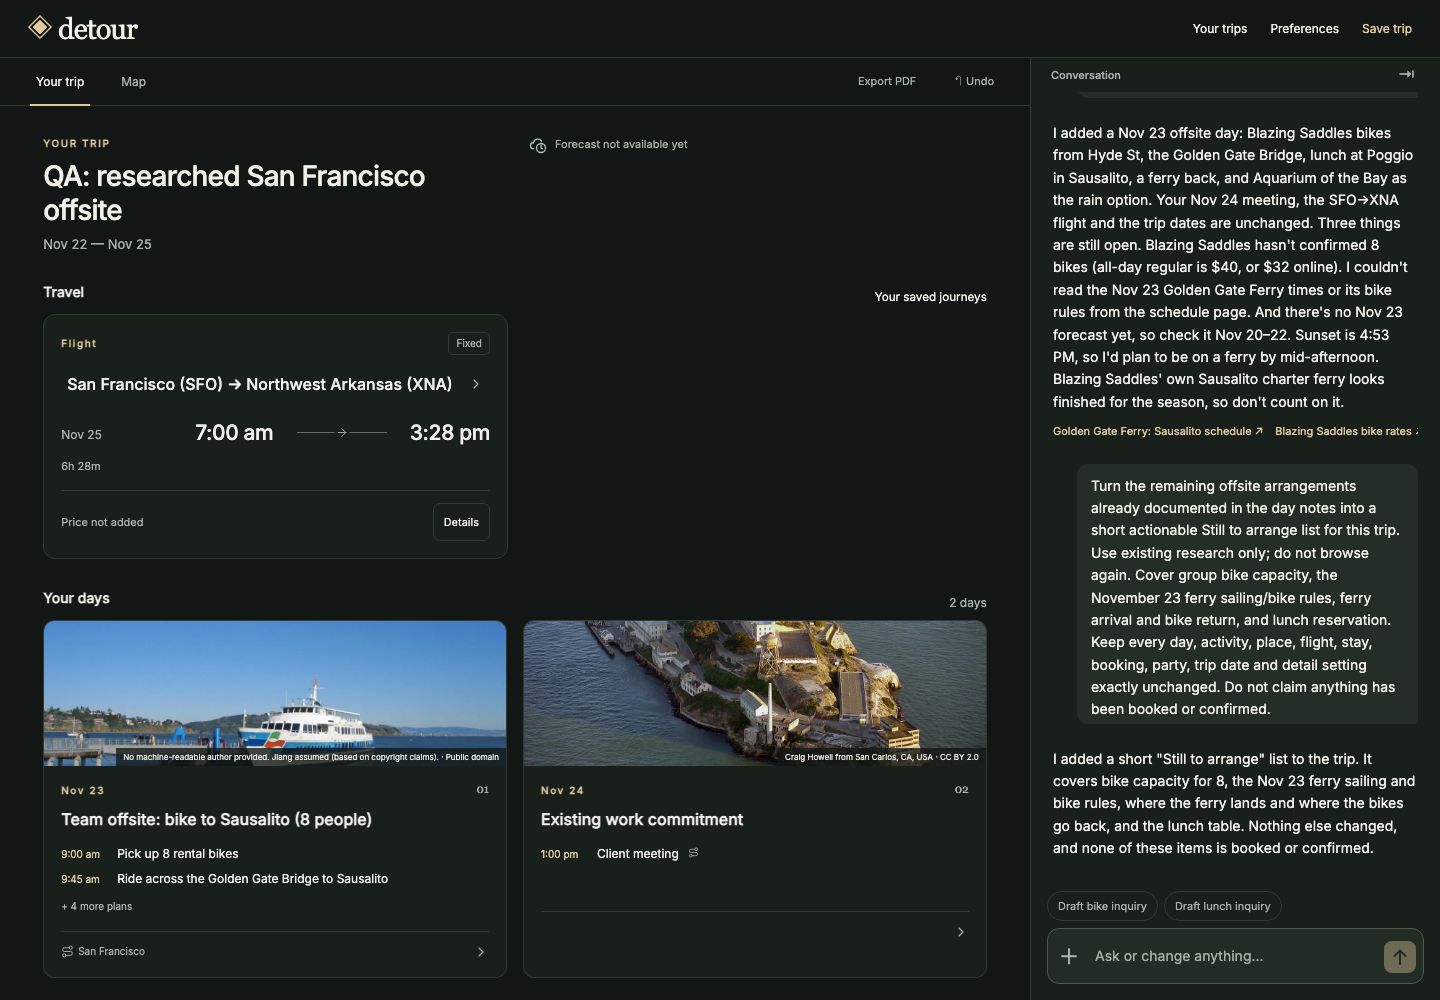 detour
Your trips
Preferences
Save trip
Your trip
Map
Export PDF
Undo
YOUR TRIP
QA: researched San Francisco
offsite
Nov 22 — Nov 25
Forecast not available yet
Travel
Your saved journeys
Flight
Fixed
San Francisco (SFO) → Northwest Arkansas (XNA)
Nov 25
7:00 am
3:28 pm
6h 28m
Price not added
Details
Your days
2 days
No machine-readable author provided. Jlang assumed (based on copyright claims). · Public domain
Nov 23
01
Team offsite: bike to Sausalito (8 people)
9:00 am Pick up 8 rental bikes
9:45 am Ride across the Golden Gate Bridge to Sausalito
+ 4 more plans
San Francisco
Craig Howell from San Carlos, CA, USA · CC BY 2.0
Nov 24
02
Existing work commitment
1:00 pm Client meeting
Conversation
I added a Nov 23 offsite day: Blazing Saddles bikes
from Hyde St, the Golden Gate Bridge, lunch at Poggio
in Sausalito, a ferry back, and Aquarium of the Bay as
the rain option. Your Nov 24 meeting, the SFO→XNA
flight and the trip dates are unchanged. Three things
are still open. Blazing Saddles hasn't confirmed 8
bikes (all-day regular is $40, or $32 online). I couldn't
read the Nov 23 Golden Gate Ferry times or its bike
rules from the schedule page. And there's no Nov 23
forecast yet, so check it Nov 20–22. Sunset is 4:53
PM, so I'd plan to be on a ferry by mid-afternoon.
Blazing Saddles' own Sausalito charter ferry looks
finished for the season, so don't count on it.
Golden Gate Ferry: Sausalito schedule ↗ Blazing Saddles bike rates
Turn the remaining offsite arrangements
already documented in the day notes into a
short actionable Still to arrange list for this trip.
Use existing research only; do not browse
again. Cover group bike capacity, the
November 23 ferry sailing/bike rules, ferry
arrival and bike return, and lunch reservation.
Keep every day, activity, place, flight, stay,
booking, party, trip date and detail setting
exactly unchanged. Do not claim anything has
been booked or confirmed.
I added a short "Still to arrange" list to the trip. It
covers bike capacity for 8, the Nov 23 ferry sailing and
bike rules, where the ferry lands and where the bikes
go back, and the lunch table. Nothing else changed,
and none of these items is booked or confirmed.
Draft bike inquiry
Draft lunch inquiry
Ask or change anything...